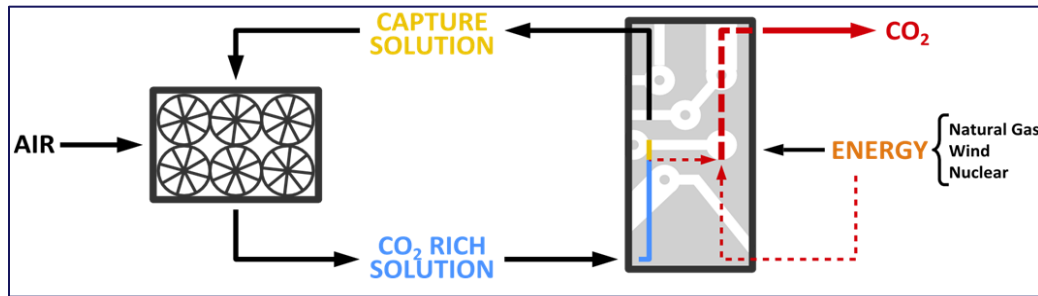 CAPTURE
SOLUTION
CO₂
AIR
ENERGY
Natural Gas
Wind
Nuclear
CO₂ RICH
SOLUTION